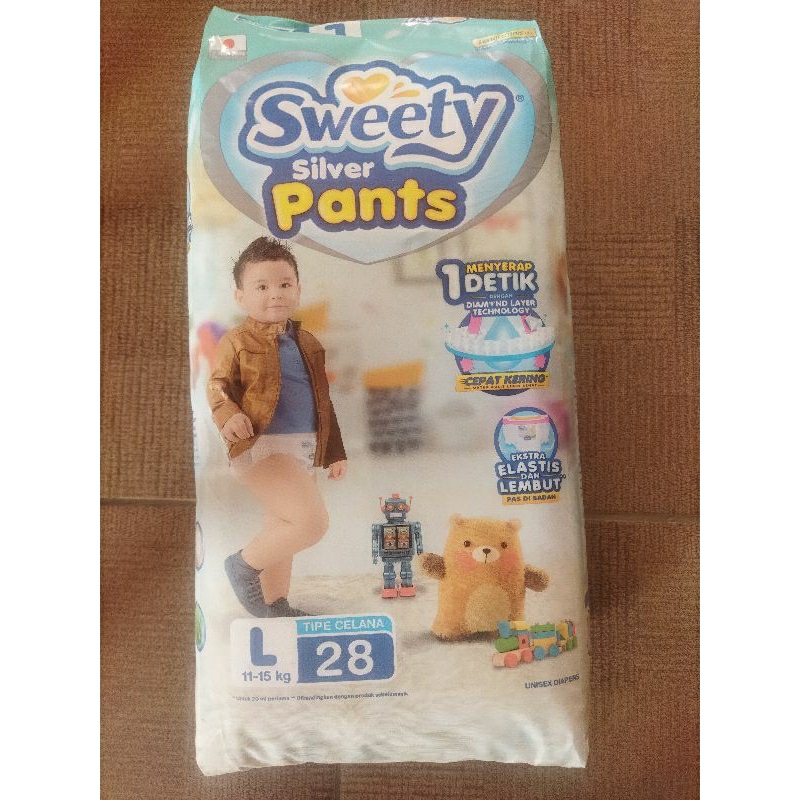 Sweety®
Silver
Pants
1 MENYERAP
DETIK
DENGAN
DIAMOND LAYER
TECHNOLOGY
CEPAT KERING
EKSTRA
ELASTIS
DAN
LEMBUT
PAS DI BADAN
L
11-15 kg
TIPE CELANA
28
UNISEX DIAPERS